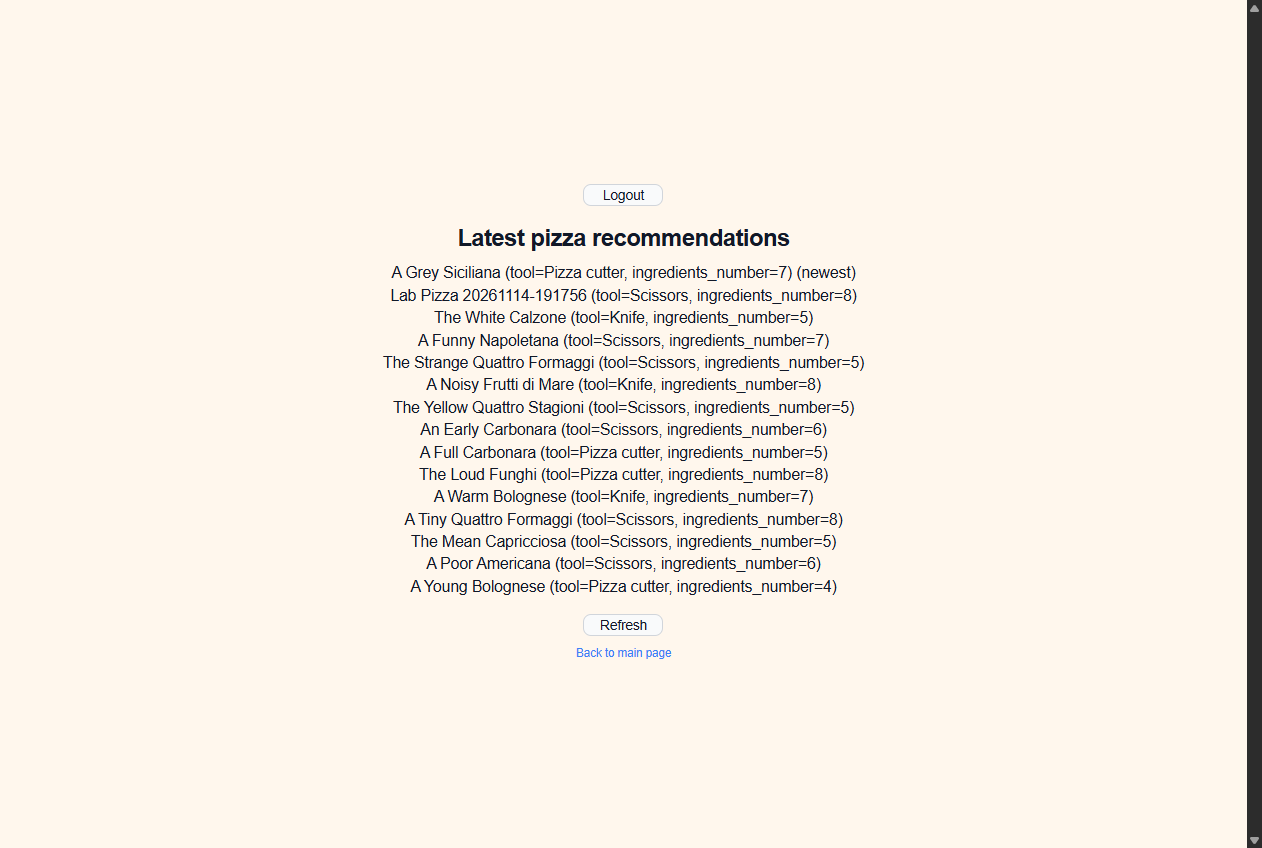 Logout
Latest pizza recommendations
A Grey Siciliana (tool=Pizza cutter, ingredients_number=7) (newest)
Lab Pizza 20261114-191756 (tool=Scissors, ingredients_number=8)
The White Calzone (tool=Knife, ingredients_number=5)
A Funny Napoletana (tool=Scissors, ingredients_number=7)
The Strange Quattro Formaggi (tool=Scissors, ingredients_number=5)
A Noisy Frutti di Mare (tool=Knife, ingredients_number=8)
The Yellow Quattro Stagioni (tool=Scissors, ingredients_number=5)
An Early Carbonara (tool=Scissors, ingredients_number=6)
A Full Carbonara (tool=Pizza cutter, ingredients_number=5)
The Loud Funghi (tool=Pizza cutter, ingredients_number=8)
A Warm Bolognese (tool=Knife, ingredients_number=7)
A Tiny Quattro Formaggi (tool=Scissors, ingredients_number=8)
The Mean Capricciosa (tool=Scissors, ingredients_number=5)
A Poor Americana (tool=Scissors, ingredients_number=6)
A Young Bolognese (tool=Pizza cutter, ingredients_number=4)
Refresh
Back to main page